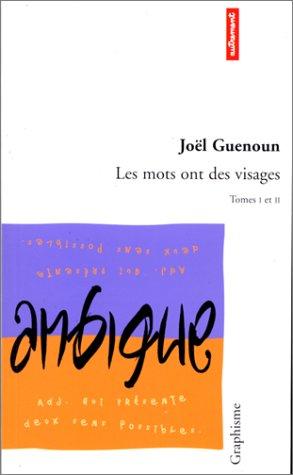 autrement
Joël Guenoun
Les mots ont des visages
Tomes I et II
deux sens possibles.
Adj. qui présente
ambigue
Adj. qui présente
deux sens possibles.
Graphisme